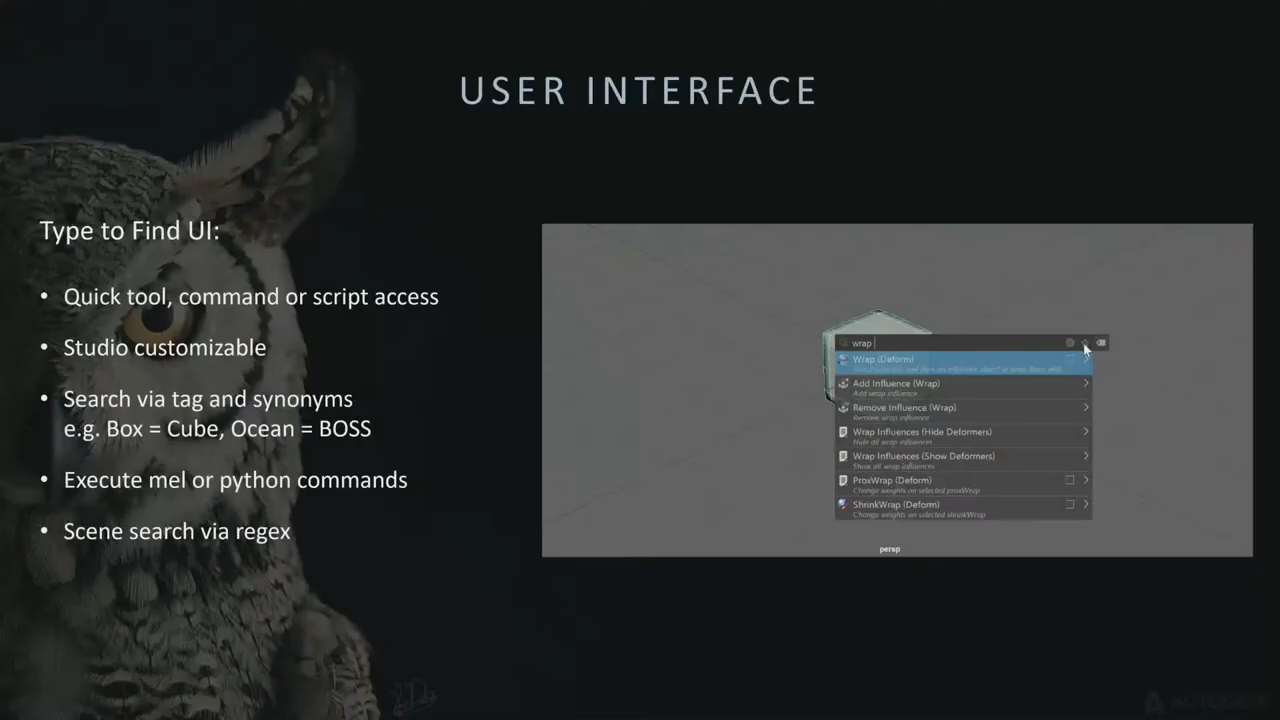 USER INTERFACE
Type to Find UI:
• Quick tool, command or script access
• Studio customizable
• Search via tag and synonyms
e.g. Box = Cube, Ocean = BOSS
• Execute mel or python commands
• Scene search via regex
wrap
Wrap (Deform)
Add Influence (Wrap)
Add wrap influence
Remove Influence (Wrap)
Remove wrap influence
Wrap Influences (Hide Deformers)
Hide all wrap influences
Wrap Influences (Show Deformers)
Show all wrap influences
ProxWrap (Deform)
Change weights on selected proxWrap
ShrinkWrap (Deform)
Change weights on selected shrinkWrap
persp
AUTODESK